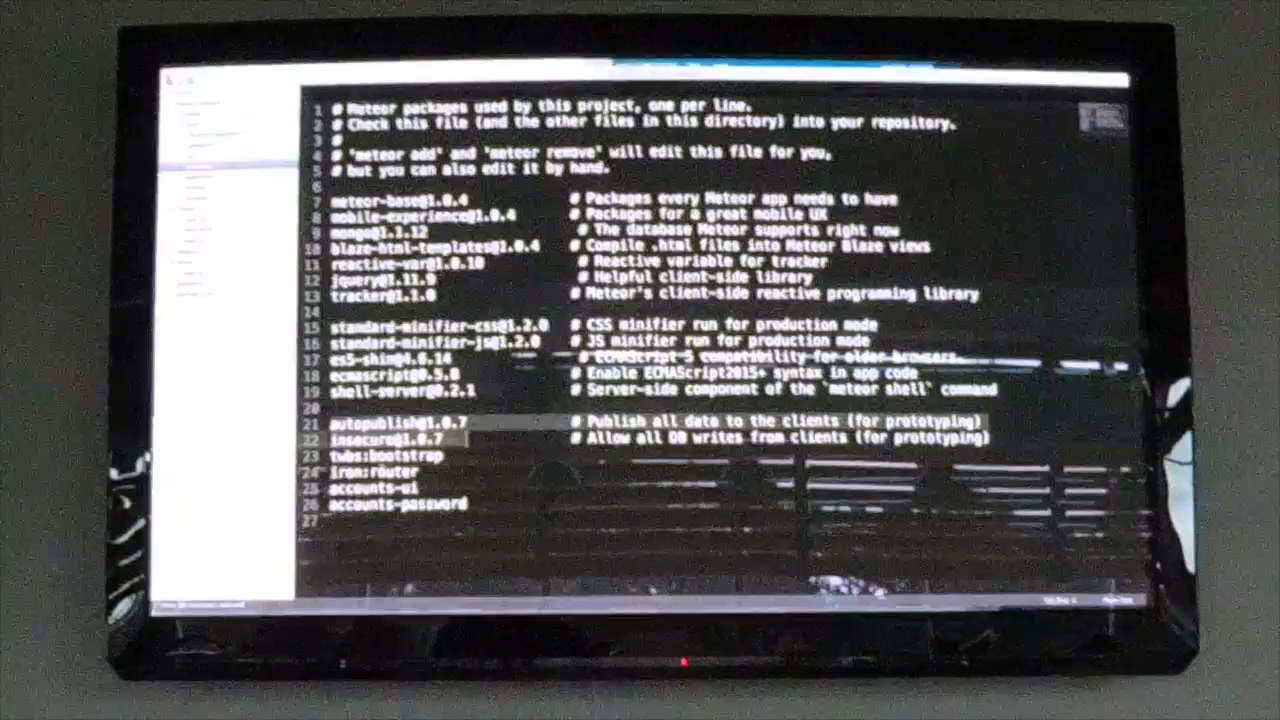 1 # Meteor packages used by this project, one per line.
2 # Check this file (and the other files in this directory) into your repository.
3 #
4 # 'meteor add' and 'meteor remove' will edit this file for you,
5 # but you can also edit it by hand.
6
7 meteor-base@1.0.4 # Packages every Meteor app needs to have
8 mobile-experience@1.0.4 # Packages for a great mobile UX
9 mongo@1.1.12 # The database Meteor supports right now
10 blaze-html-templates@1.0.4 # Compile .html files into Meteor Blaze views
11 reactive-var@1.0.10 # Reactive variable for tracker
12 jquery@1.11.9 # Helpful client-side library
13 tracker@1.1.0 # Meteor's client-side reactive programming library
14
15 standard-minifier-css@1.2.0 # CSS minifier run for production mode
16 standard-minifier-js@1.2.0 # JS minifier run for production mode
17 es5-shim@4.6.14 # ECMAScript 5 compatibility for older browsers.
18 ecmascript@0.5.8 # Enable ECMAScript2015+ syntax in app code
19 shell-server@0.2.1 # Server-side component of the `meteor shell` command
20
21 autopublish@1.0.7 # Publish all data to the clients (for prototyping)
22 insecure@1.0.7 # Allow all DB writes from clients (for prototyping)
23 twbs:bootstrap
24 iron:router
25 accounts-ui
26 accounts-password
27